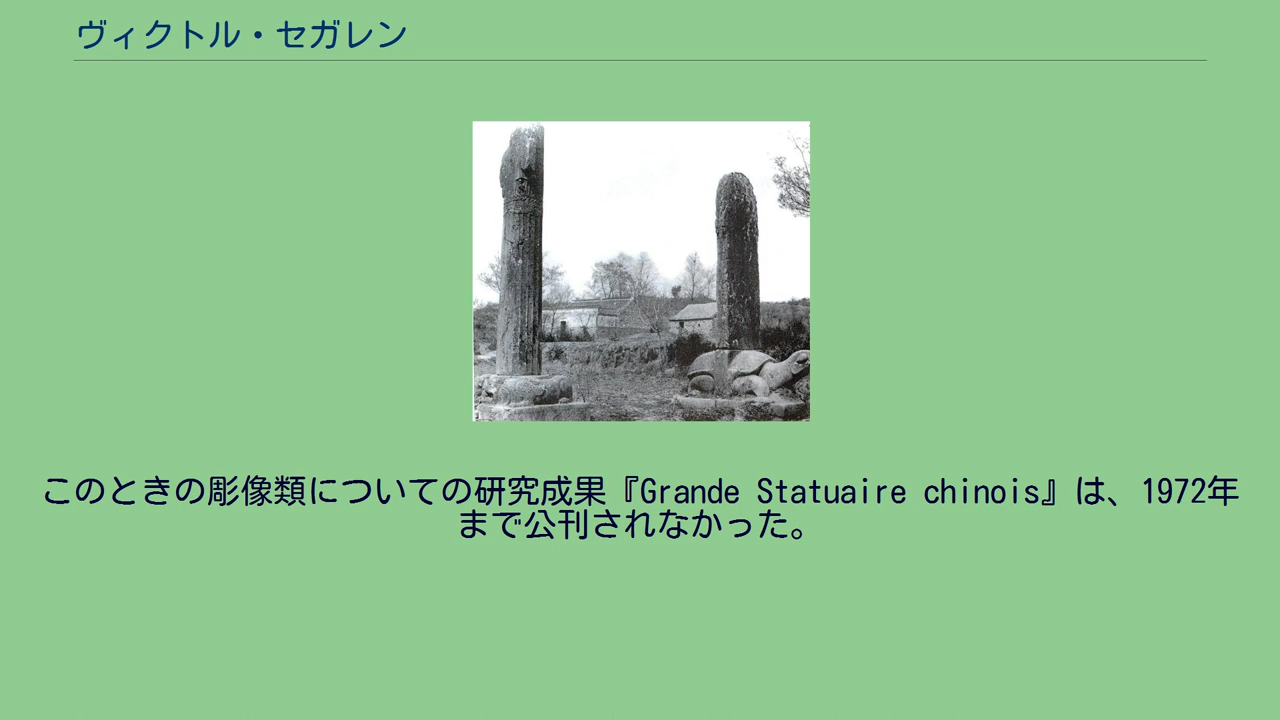 ヴィクトル・セガレン
このときの彫像類についての研究成果『Grande Statuaire chinois』は、1972年
まで公刊されなかった。